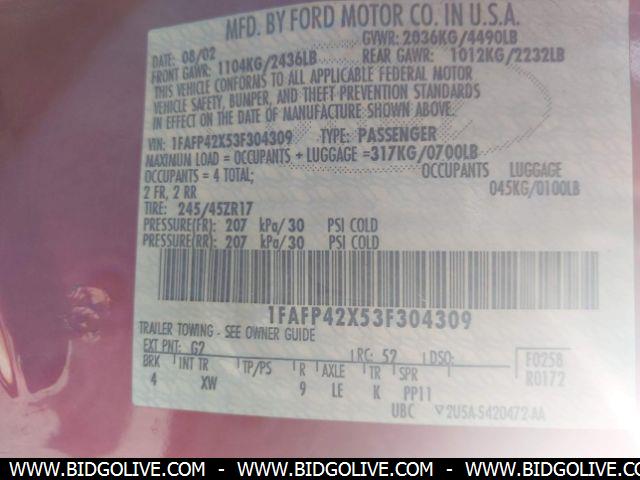 MFD. BY FORD MOTOR CO. IN U.S.A.
DATE: 08/02 GVWR: 2036KG/4490LB
FRONT GAWR: 1104KG/2436LB REAR GAWR: 1012KG/2232LB
THIS VEHICLE CONFORMS TO ALL APPLICABLE FEDERAL MOTOR
VEHICLE SAFETY, BUMPER, AND THEFT PREVENTION STANDARDS
IN EFFECT ON THE DATE OF MANUFACTURE SHOWN ABOVE.
VIN: 1FAFP42X53F304309 TYPE: PASSENGER
MAXIMUM LOAD = OCCUPANTS + LUGGAGE =317KG/0700LB
OCCUPANTS = 4 TOTAL; OCCUPANTS LUGGAGE
2 FR, 2 RR 045KG/0100LB
TIRE: 245/45ZR17
PRESSURE(FR): 207 kPa/30 PSI COLD
PRESSURE(RR): 207 kPa/30 PSI COLD
1FAFP42X53F304309
TRAILER TOWING - SEE OWNER GUIDE
EXT PNT: G2 RC: 52 DSO: F0258
BRK INT TR TP/PS R AXLE TR SPR R0172
4 XW 9 LE K PP11
UBC 2U5A-5420472-AA
WWW.BIDGOLIVE.COM - WWW.BIDGOLIVE.COM - WWW.BIDGOLIVE.COM